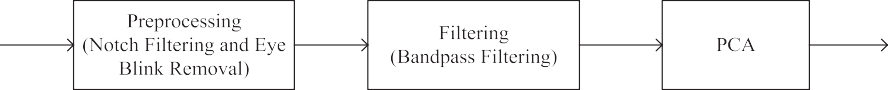 Preprocessing
(Notch Filtering and Eye
Blink Removal)
Filtering
(Bandpass Filtering)
PCA